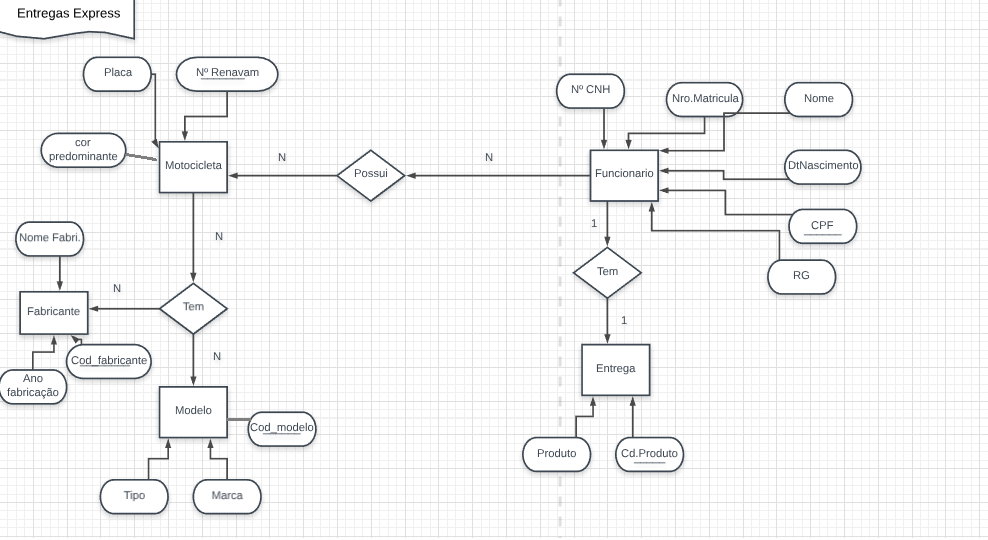 Entregas Express
Placa
Nº Renavam
Nº CNH
Nro.Matricula
Nome
cor
predominante
Motocicleta
N
Possui
N
Funcionario
DtNascimento
CPF
RG
1
Nome Fabri.
N
Tem
Fabricante
N
Tem
1
Cod_fabricante
N
Entrega
Ano
fabricação
Modelo
Cod_modelo
Produto
Cd.Produto
Tipo
Marca